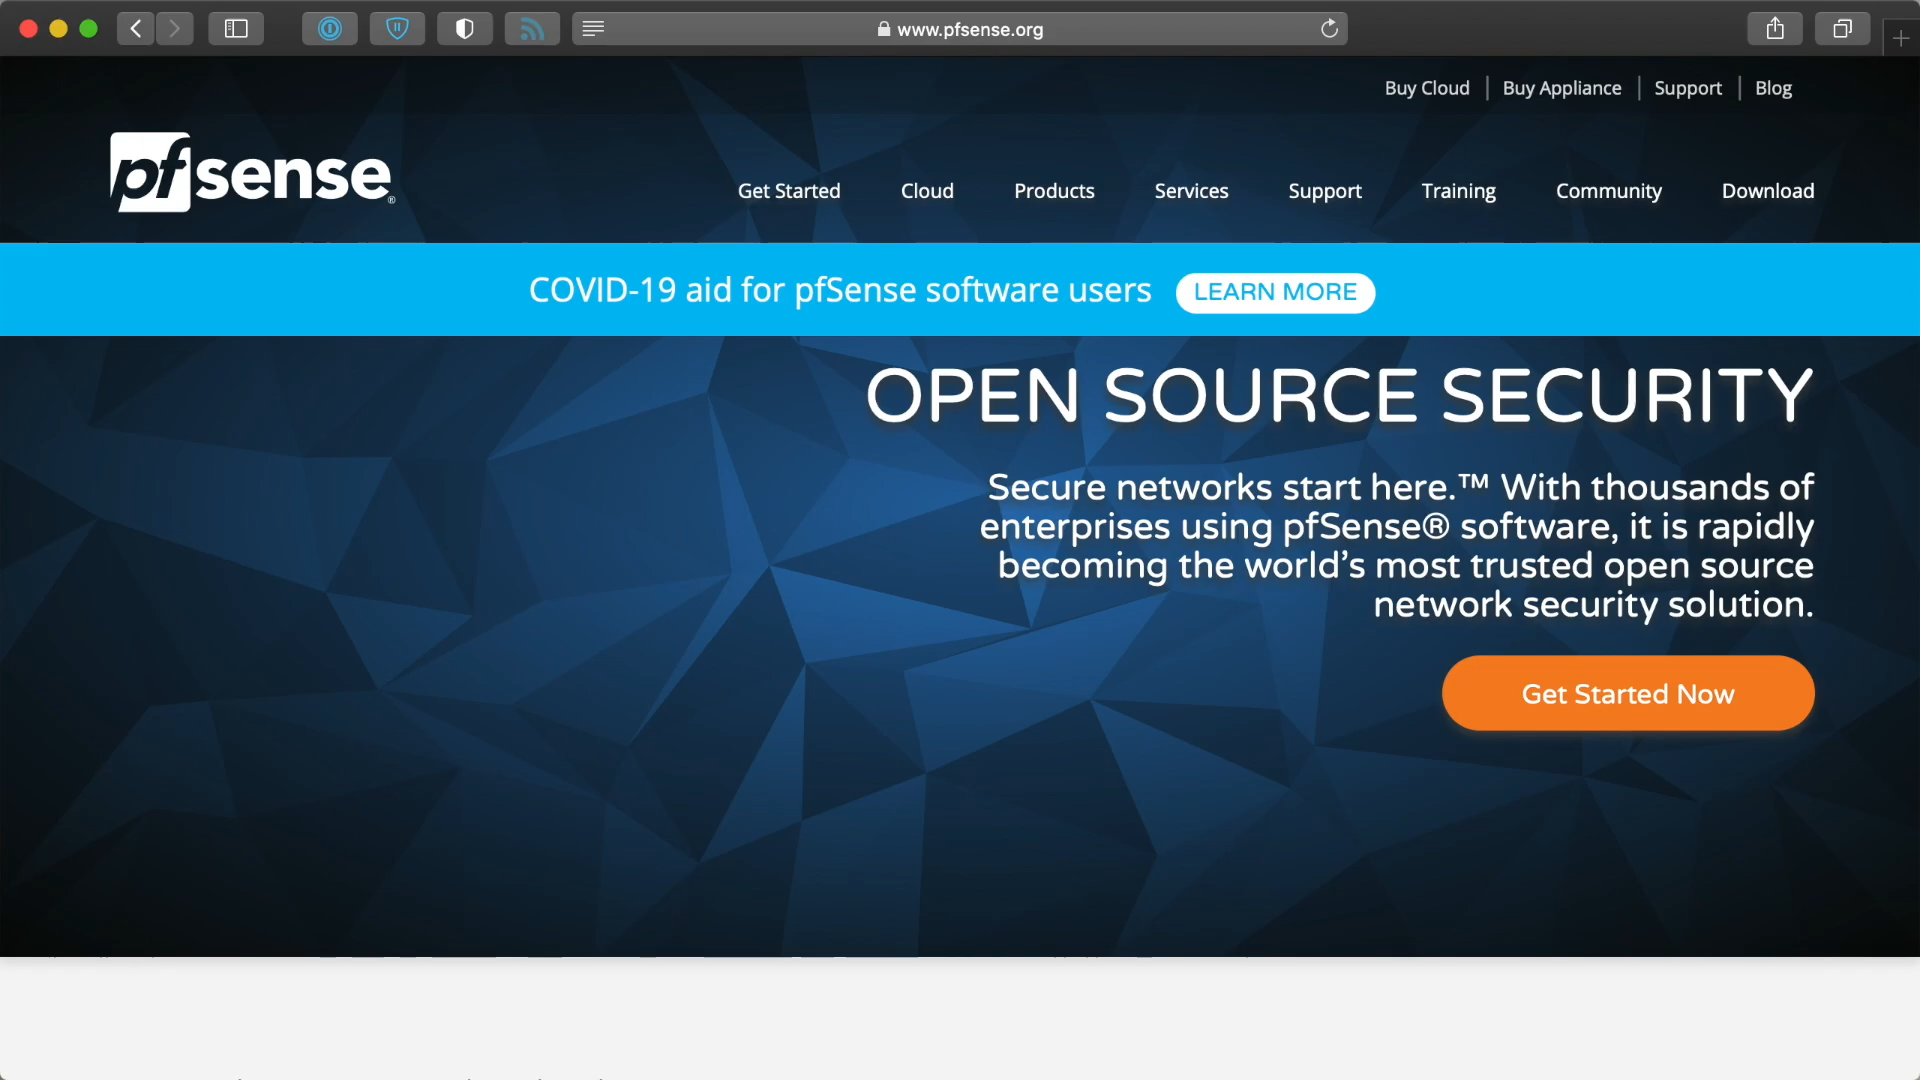 www.pfsense.org
Buy Cloud | Buy Appliance | Support | Blog
pfsense®
Get Started Cloud Products Services Support Training Community Download
COVID-19 aid for pfSense software users LEARN MORE
OPEN SOURCE SECURITY
Secure networks start here.™ With thousands of
enterprises using pfSense® software, it is rapidly
becoming the world’s most trusted open source
network security solution.
Get Started Now